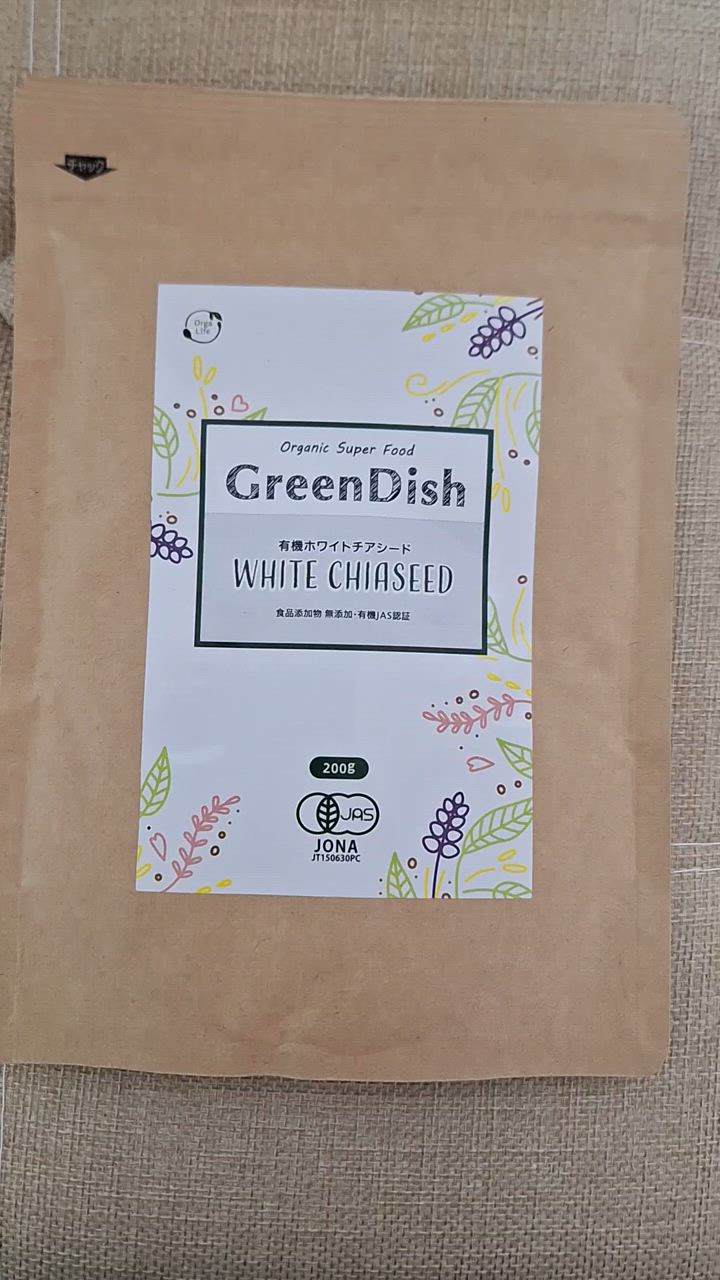 チャック
Orga
Life
Organic Super Food
GreenDish
有機ホワイトチアシード
WHITE CHIASEED
食品添加物 無添加・有機JAS認証
200g
JAS
JONA
JT150630PC